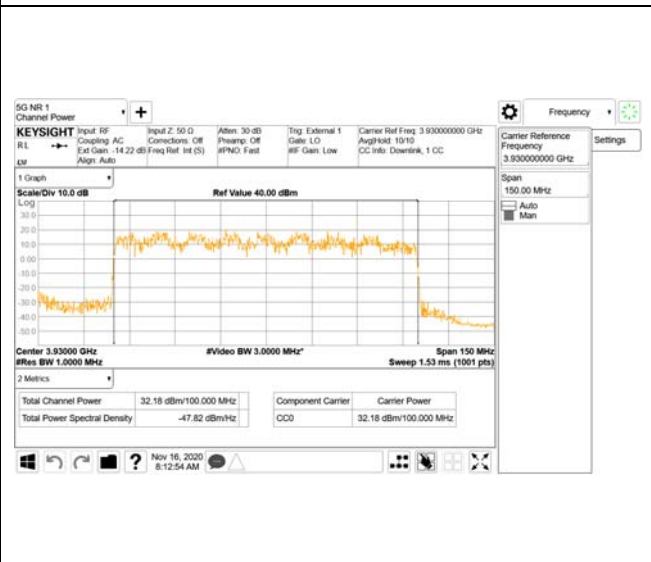 5G NR 1
Channel Power
+
Frequency
KEYSIGHT
RL
Input: RF
Coupling: AC
Ext Gain: -14.22 dB
Align: Auto
Input Z: 50 Ω
Corrections: Off
Freq Ref: Int (S)
Atten: 30 dB
Preamp: Off
#PNO: Fast
Trig: External 1
Gate: LO
#IF Gain: Low
Carrier Ref Freq: 3.930000000 GHz
Avg|Hold: 10/10
CC Info: Downlink, 1 CC
Carrier Reference
Frequency
3.930000000 GHz
Settings
Span
150.00 MHz
Auto
Man
1 Graph
Scale/Div 10.0 dB
Ref Value 40.00 dBm
Log
30.0
20.0
10.0
0.00
-10.0
-20.0
-30.0
-40.0
-50.0
Center 3.93000 GHz
#Video BW 3.0000 MHz*
Span 150 MHz
#Res BW 1.0000 MHz
Sweep 1.53 ms (1001 pts)
2 Metrics
Total Channel Power 32.18 dBm/100.000 MHz
Total Power Spectral Density -47.82 dBm/Hz
Component Carrier Carrier Power
CC0 32.18 dBm/100.000 MHz
?
Nov 16, 2020
8:12:54 AM